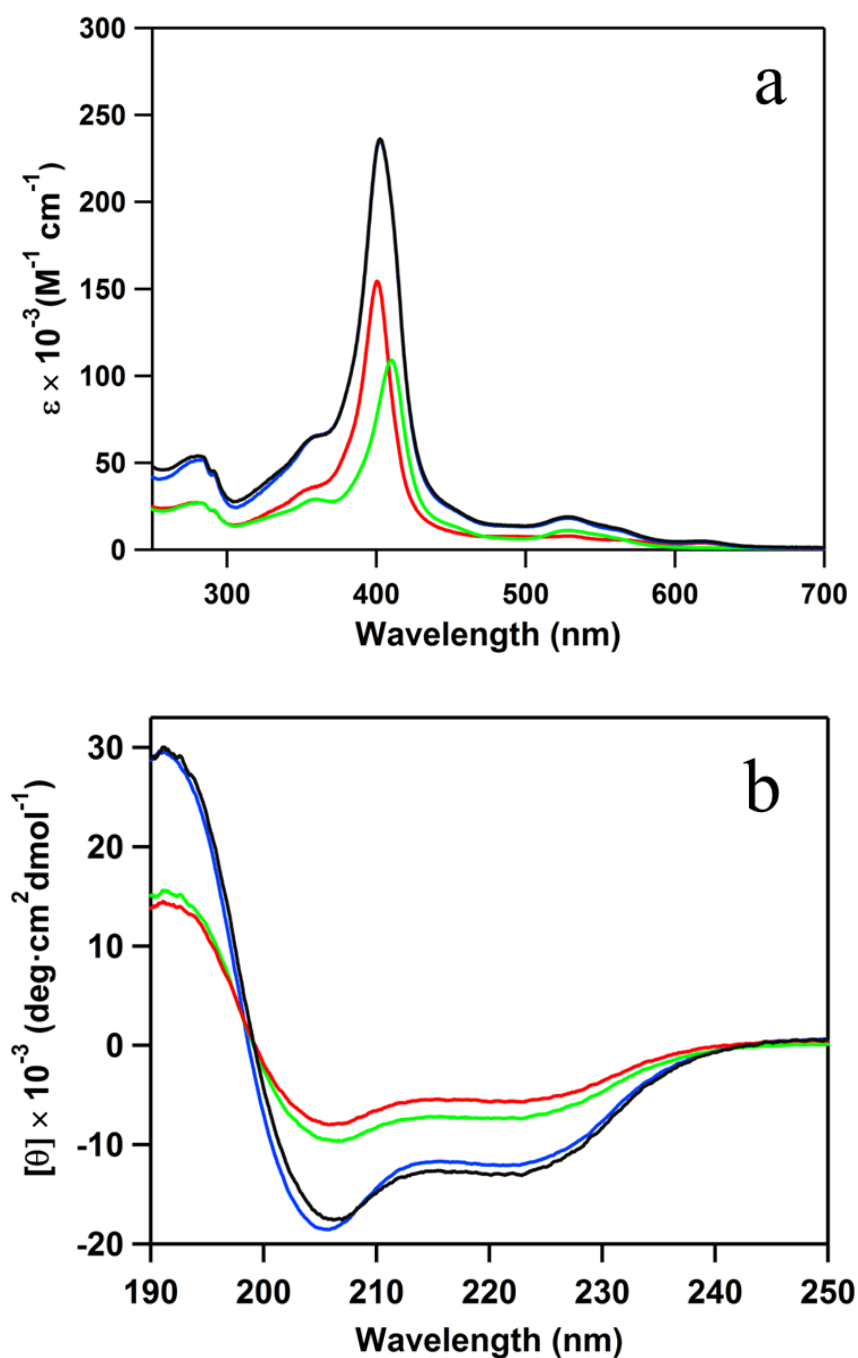 a
ε × 10⁻³ (M⁻¹ cm⁻¹)
300
250
200
150
100
50
0
300 400 500 600 700
Wavelength (nm)
b
[θ] × 10⁻³ (deg·cm² dmol⁻¹)
30
20
10
0
-10
-20
190 200 210 220 230 240 250
Wavelength (nm)